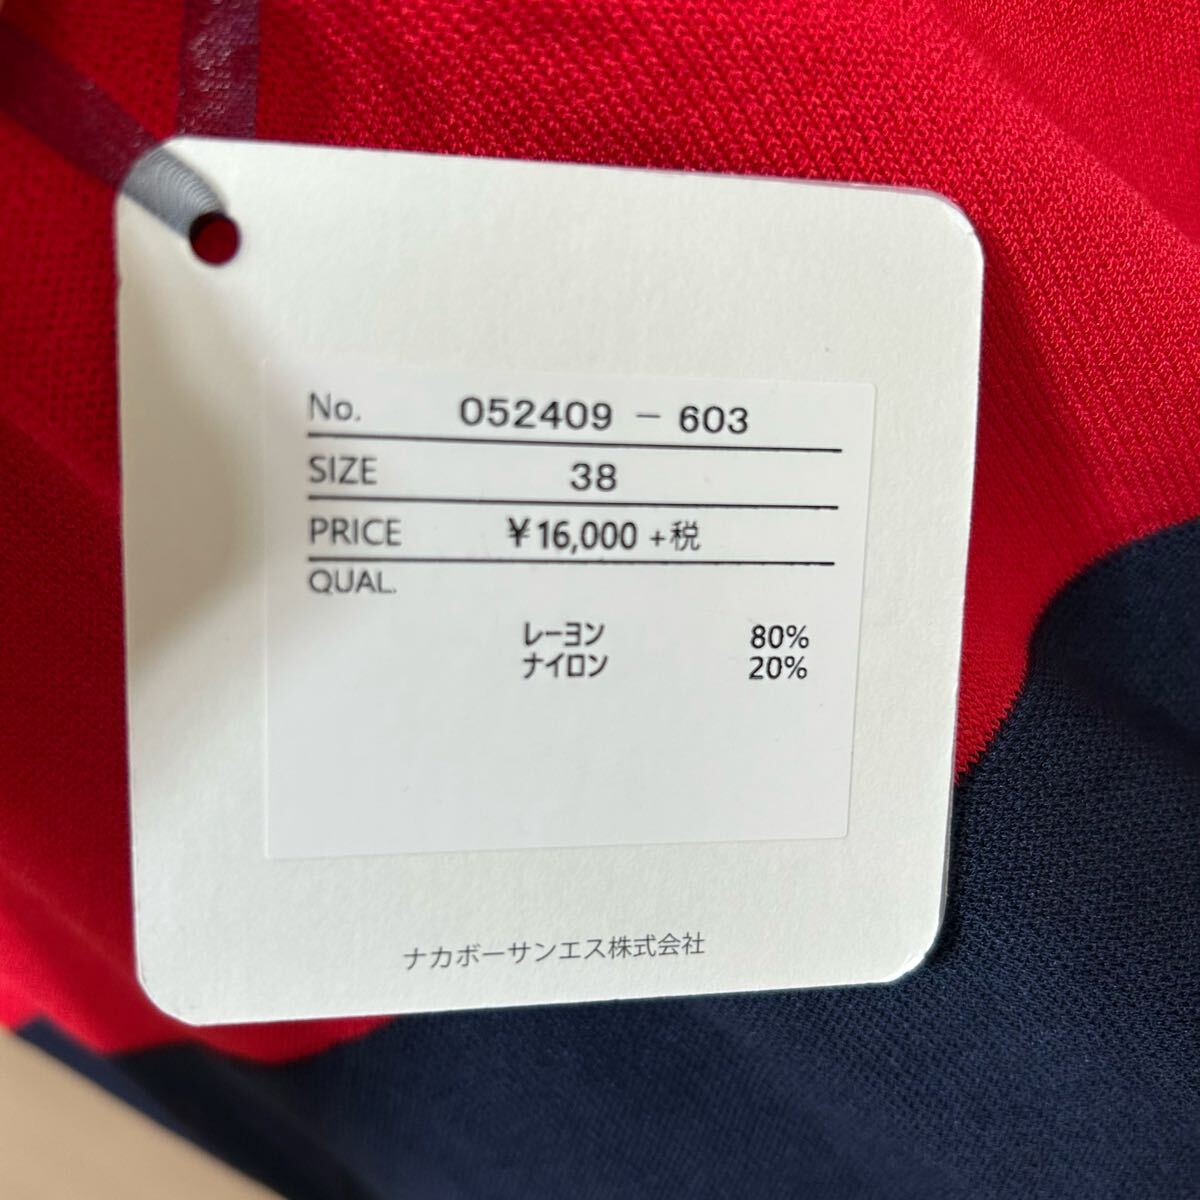 No. 052409 － 603
SIZE 38
PRICE ￥16,000 +税
QUAL.
レーヨン 80%
ナイロン 20%
ナカボーサンエス株式会社